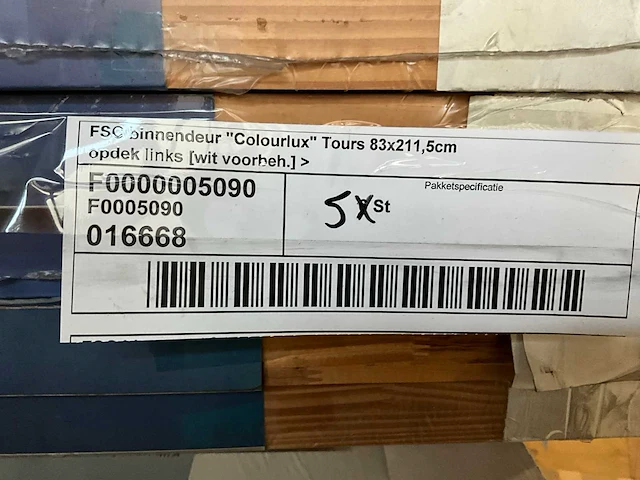 FSC binnendeur "Colourlux" Tours 83x211,5cm
opdek links [wit voorbeh.] >
F0000005090
F0005090
016668
Pakketspecificatie
5 St